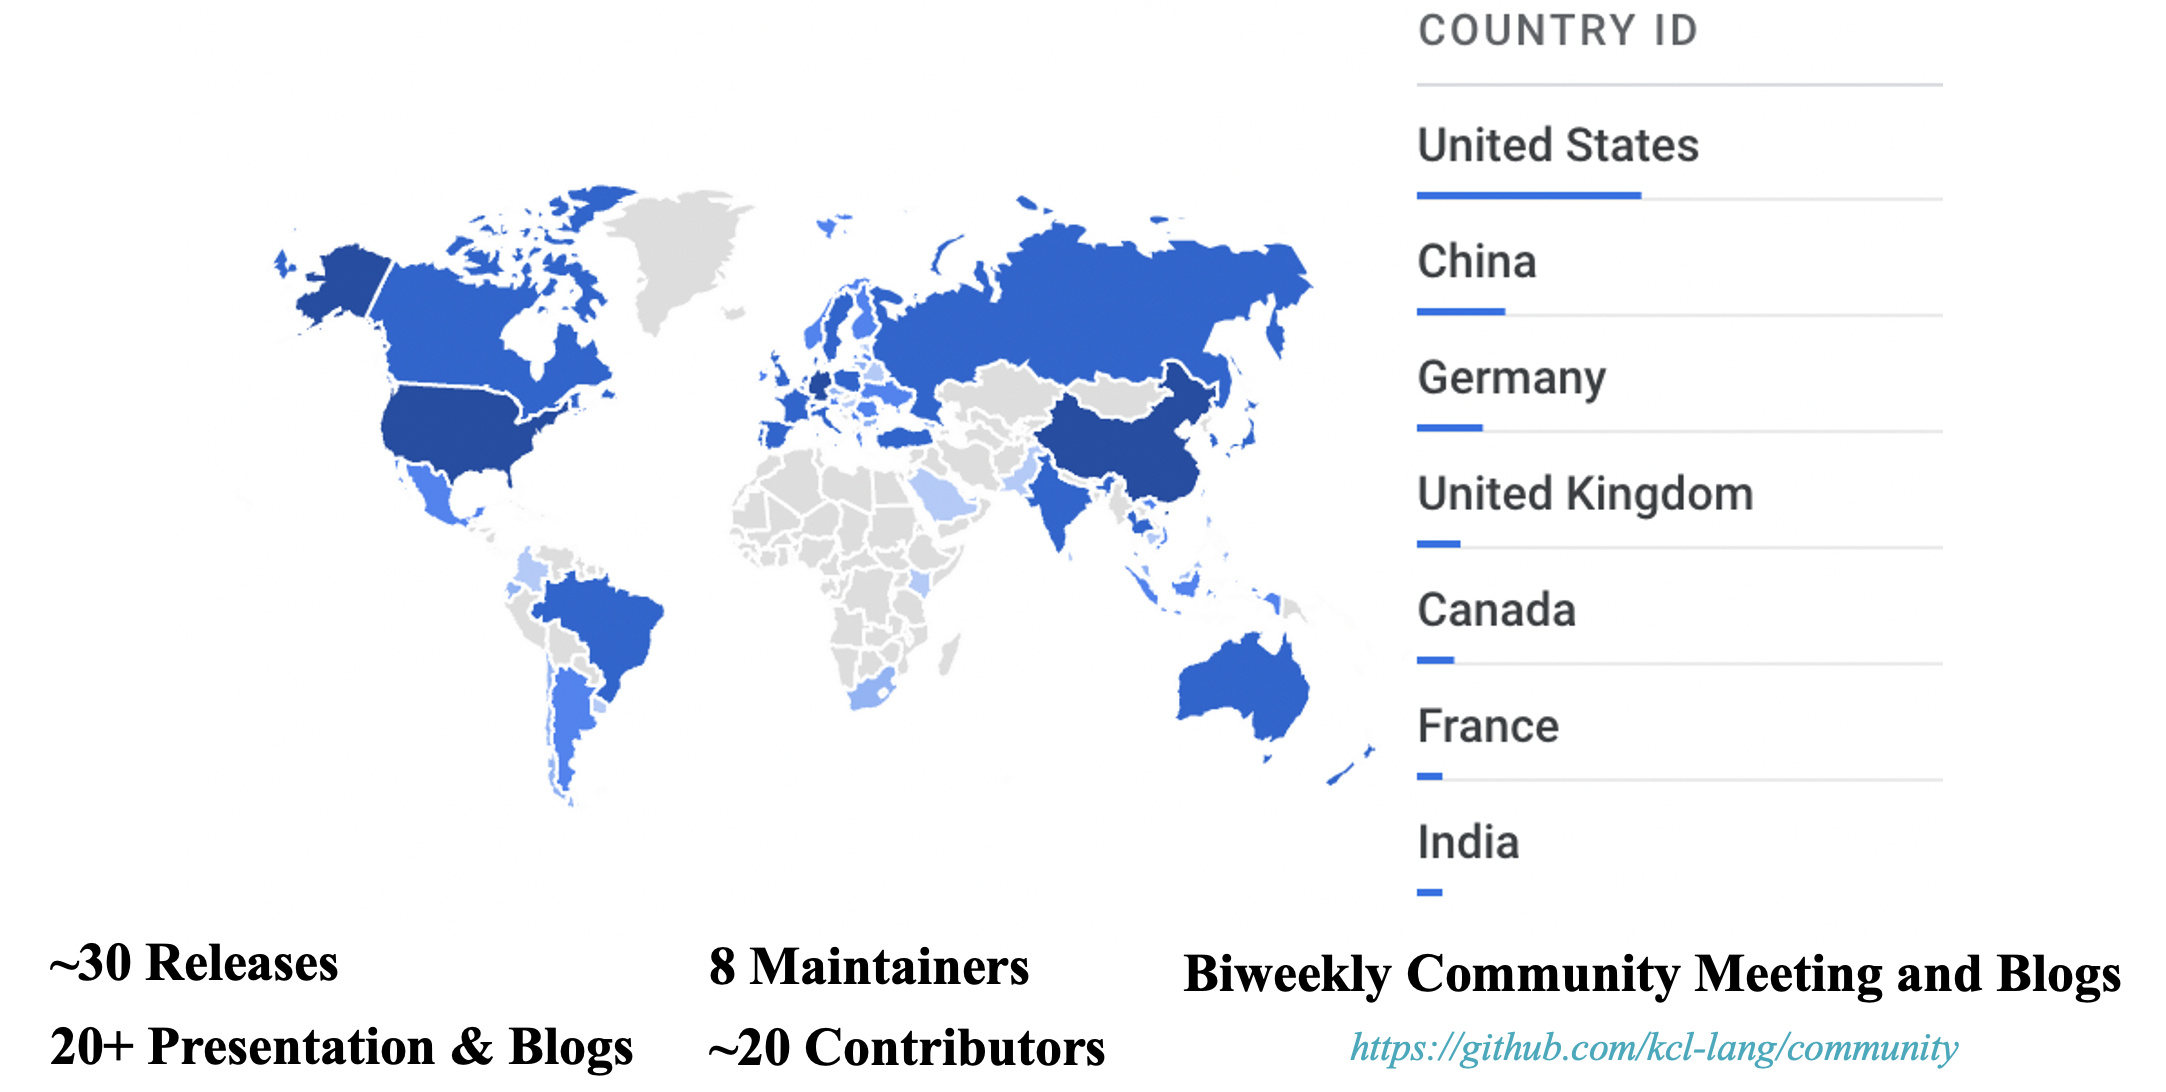 COUNTRY ID
United States
China
Germany
United Kingdom
Canada
France
India
~30 Releases
8 Maintainers
Biweekly Community Meeting and Blogs
20+ Presentation & Blogs
~20 Contributors
https://github.com/kcl-lang/community